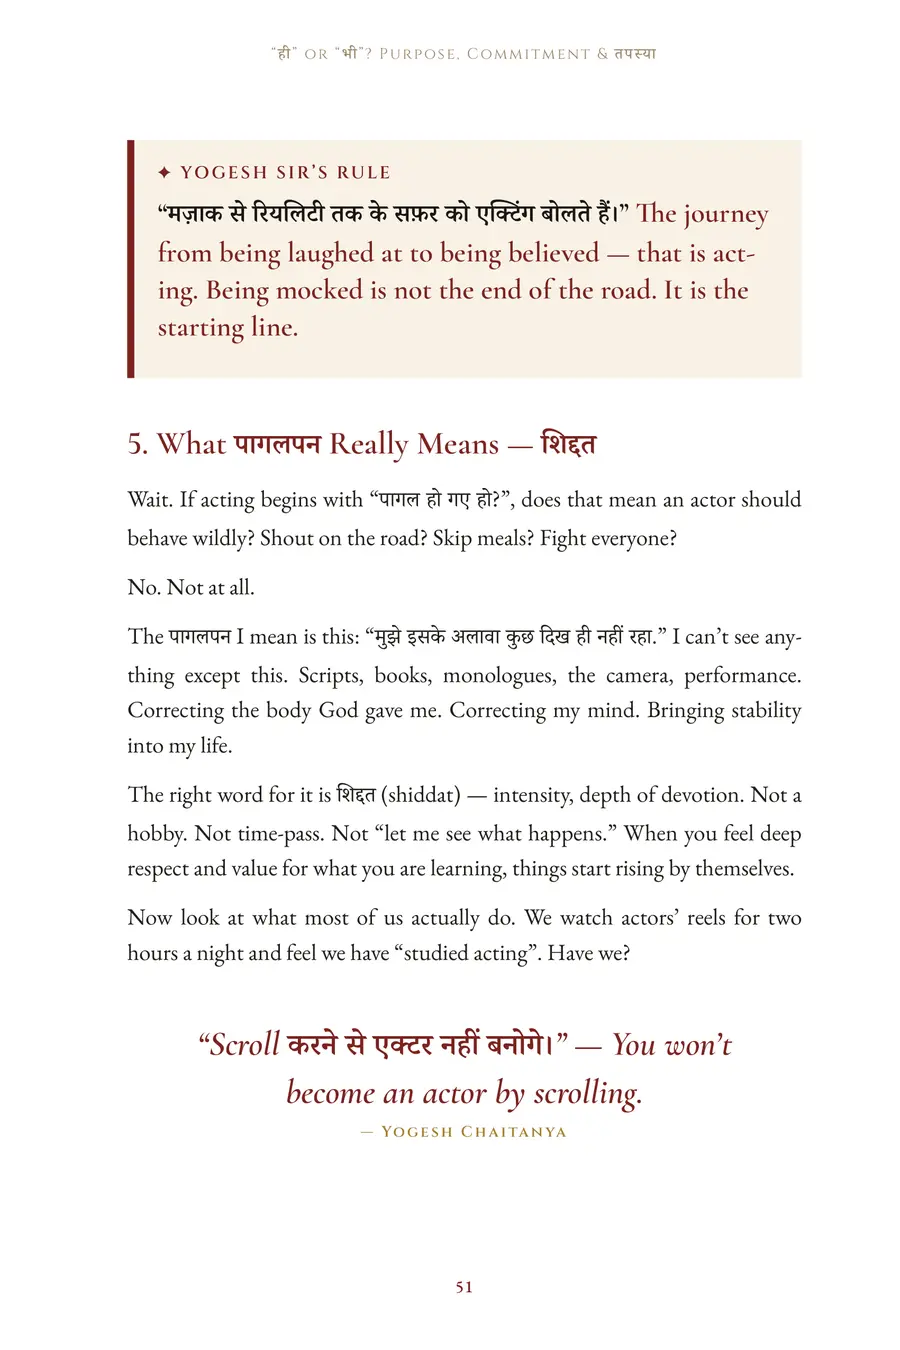 “ही” OR “भी”? PURPOSE, COMMITMENT & तपस्या
✦ YOGESH SIR’S RULE
“मज़ाक से रियलिटी तक के सफ़र को एक्टिंग बोलते हैं।” The journey
from being laughed at to being believed — that is act-
ing. Being mocked is not the end of the road. It is the
starting line.
5. What पागलपन Really Means — शिद्दत
Wait. If acting begins with “पागल हो गए हो?”, does that mean an actor should
behave wildly? Shout on the road? Skip meals? Fight everyone?
No. Not at all.
The पागलपन I mean is this: “मुझे इसके अलावा कुछ दिख ही नहीं रहा.” I can’t see any-
thing except this. Scripts, books, monologues, the camera, performance.
Correcting the body God gave me. Correcting my mind. Bringing stability
into my life.
The right word for it is शिद्दत (shiddat) — intensity, depth of devotion. Not a
hobby. Not time-pass. Not “let me see what happens.” When you feel deep
respect and value for what you are learning, things start rising by themselves.
Now look at what most of us actually do. We watch actors’ reels for two
hours a night and feel we have “studied acting”. Have we?
“Scroll करने से एक्टर नहीं बनोगे।” — You won’t
become an actor by scrolling.
— YOGESH CHAITANYA
51